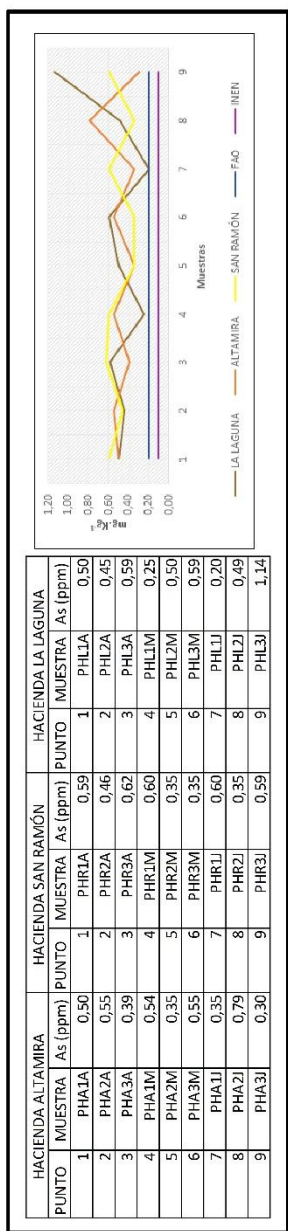 HACIENDA ALTAMIRA HACIENDA SAN RAMÓN HACIENDA LA LAGUNA
PUNTO MUESTRA As (ppm) PUNTO MUESTRA As (ppm) PUNTO MUESTRA As (ppm)
1 PHA1A 0,50 1 PHR1A 0,59 1 PHL1A 0,50
2 PHA2A 0,55 2 PHR2A 0,46 2 PHL2A 0,45
3 PHA3A 0,39 3 PHR3A 0,62 3 PHL3A 0,59
4 PHA1M 0,54 4 PHR1M 0,60 4 PHL1M 0,25
5 PHA2M 0,35 5 PHR2M 0,35 5 PHL2M 0,50
6 PHA3M 0,55 6 PHR3M 0,35 6 PHL3M 0,59
7 PHA1J 0,35 7 PHR1J 0,60 7 PHL1J 0,20
8 PHA2J 0,79 8 PHR2J 0,35 8 PHL2J 0,49
9 PHA3J 0,30 9 PHR3J 0,59 9 PHL3J 1,14
mg. Kg-1
1,20
1,00
0,80
0,60
0,40
0,20
0,00
1 2 3 4 5 6 7 8 9
Muestras
LA LAGUNA ALTAMIRA SAN RAMÓN FAO INEN